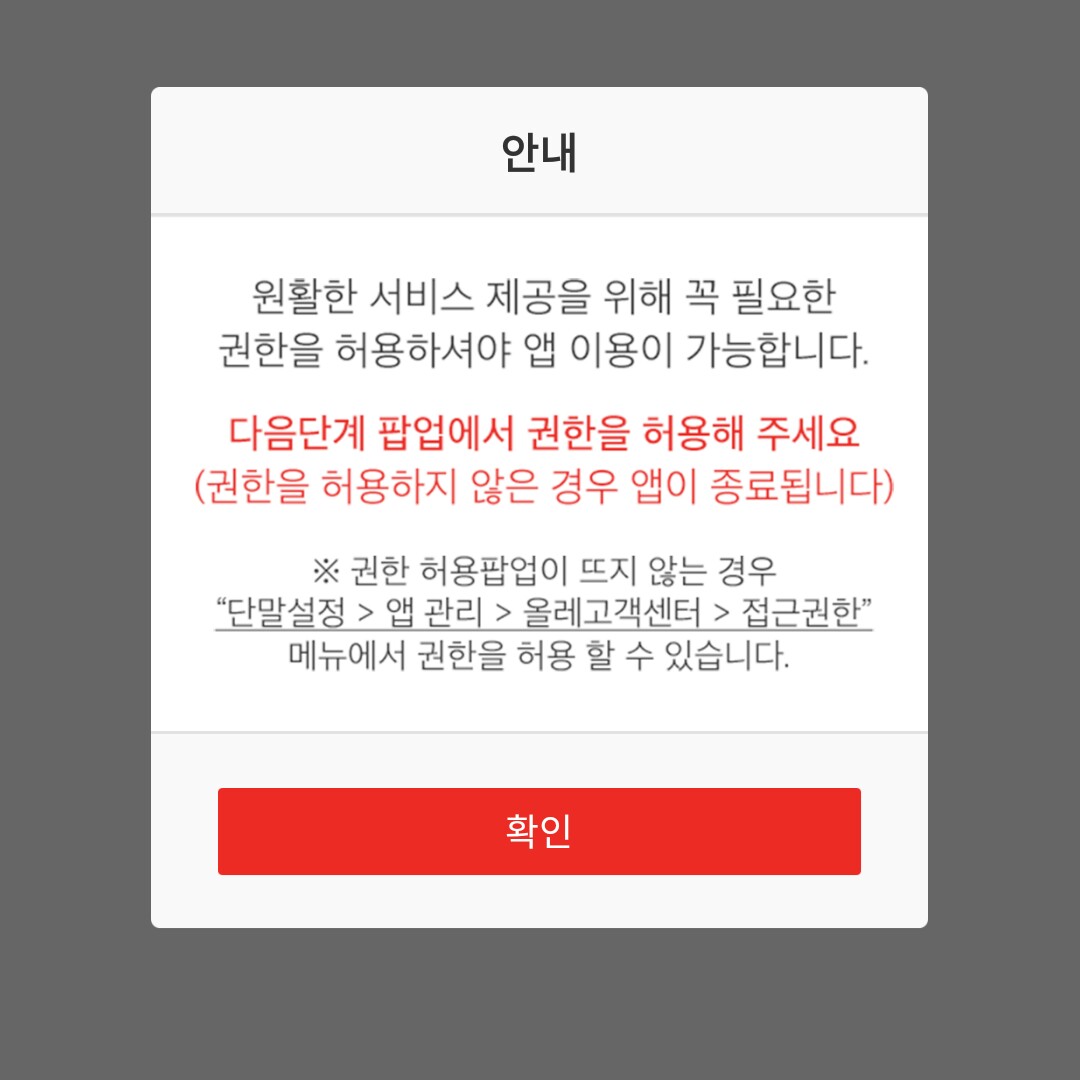 안내
원활한 서비스 제공을 위해 꼭 필요한
권한을 허용하셔야 앱 이용이 가능합니다.
다음단계 팝업에서 권한을 허용해 주세요
(권한을 허용하지 않은 경우 앱이 종료됩니다)
※ 권한 허용팝업이 뜨지 않는 경우
“단말설정 > 앱 관리 > 올레고객센터 > 접근권한”
메뉴에서 권한을 허용 할 수 있습니다.
확인